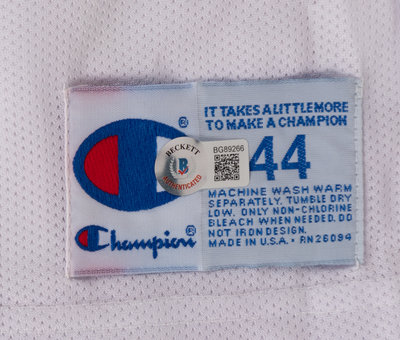 IT TAKES A LITTLE MORE
TO MAKE A CHAMPION
®
BECKETT
B
AUTHENTICATED
BG89266
44
MACHINE WASH WARM
SEPARATELY. TUMBLE DRY
LOW. ONLY NON-CHLORINE
BLEACH WHEN NEEDED. DO
NOT IRON DESIGN.
MADE IN U.S.A. • RN26094
Champion®